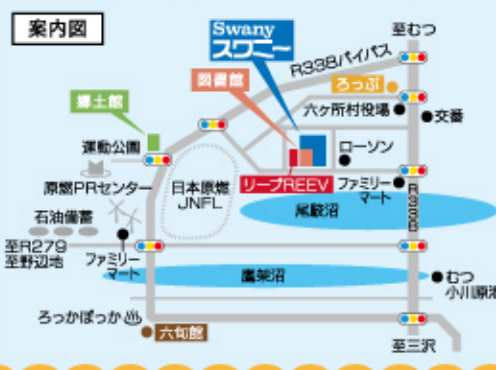 案内図
Swany
スワニー
至むつ
R338バイパス
図書館
ろっぷ
郷土館
六ヶ所村役場
交番
運動公園
ローソン
原燃PRセンター
日本原燃
JNFL
リーブREEV
ファミリー
マート
R338
石油備蓄
尾駮沼
至R279
至野辺地
ファミリー
マート
鷹架沼
むつ
小川原港
ろっかぽっか
六旬館
至三沢